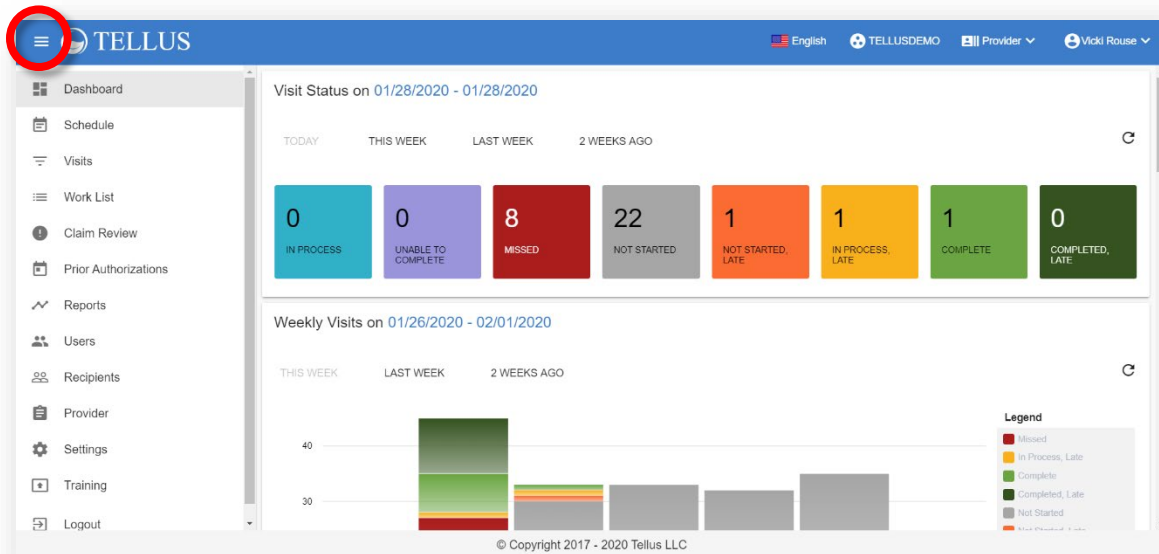 TELLUS
English
TELLUSDEMO
Provider
Vicki Rouse
Dashboard
Schedule
Visits
Work List
Claim Review
Prior Authorizations
Reports
Users
Recipients
Provider
Settings
Training
Logout
Visit Status on 01/28/2020 - 01/28/2020
TODAY THIS WEEK LAST WEEK 2 WEEKS AGO
0
IN PROCESS
0
UNABLE TO
COMPLETE
8
MISSED
22
NOT STARTED
1
NOT STARTED,
LATE
1
IN PROCESS,
LATE
1
COMPLETE
0
COMPLETED,
LATE
Weekly Visits on 01/26/2020 - 02/01/2020
THIS WEEK LAST WEEK 2 WEEKS AGO
40
30
Legend
Missed
In Process, Late
Complete
Completed, Late
Not Started
Not Started, Late
© Copyright 2017 - 2020 Tellus LLC